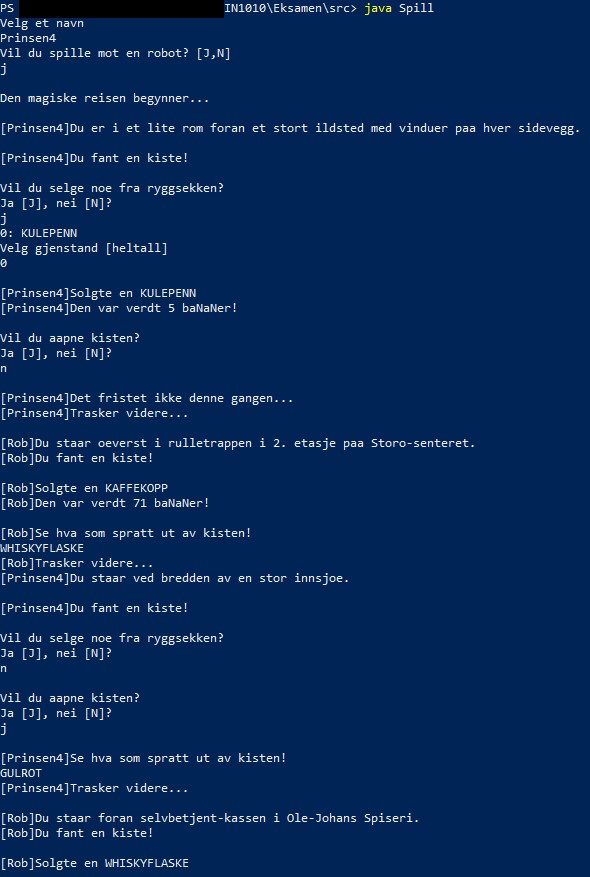 PS IN1010\Eksamen\src> java Spill
Velg et navn
Prinsen4
Vil du spille mot en robot? [J,N]
j
Den magiske reisen begynner...
[Prinsen4]Du er i et lite rom foran et stort ildsted med vinduer paa hver sidevegg.
[Prinsen4]Du fant en kiste!
Vil du selge noe fra ryggsekken?
Ja [J], nei [N]?
j
0: KULEPENN
Velg gjenstand [heltall]
0
[Prinsen4]Solgte en KULEPENN
[Prinsen4]Den var verdt 5 baNaNer!
Vil du aapne kisten?
Ja [J], nei [N]?
n
[Prinsen4]Det fristet ikke denne gangen...
[Prinsen4]Trasker videre...
[Rob]Du staar oeverst i rulletrappen i 2. etasje paa Storo-senteret.
[Rob]Du fant en kiste!
[Rob]Solgte en KAFFEKOPP
[Rob]Den var verdt 71 baNaNer!
[Rob]Se hva som spratt ut av kisten!
WHISKYFLASKE
[Rob]Trasker videre...
[Prinsen4]Du staar ved bredden av en stor innsjoe.
[Prinsen4]Du fant en kiste!
Vil du selge noe fra ryggsekken?
Ja [J], nei [N]?
n
Vil du aapne kisten?
Ja [J], nei [N]?
j
[Prinsen4]Se hva som spratt ut av kisten!
GULROT
[Prinsen4]Trasker videre...
[Rob]Du staar foran selvbetjent-kassen i Ole-Johans Spiseri.
[Rob]Du fant en kiste!
[Rob]Solgte en WHISKYFLASKE